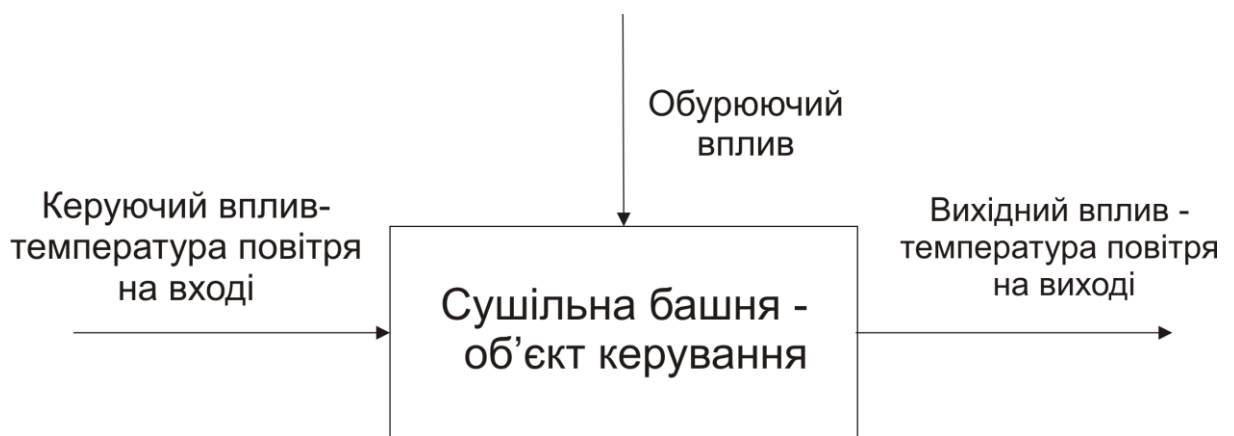 Обурюючий
вплив
Керуючий вплив-
температура повітря
на вході
Вихідний вплив -
температура повітря
на виході
Сушільна башня -
об’єкт керування